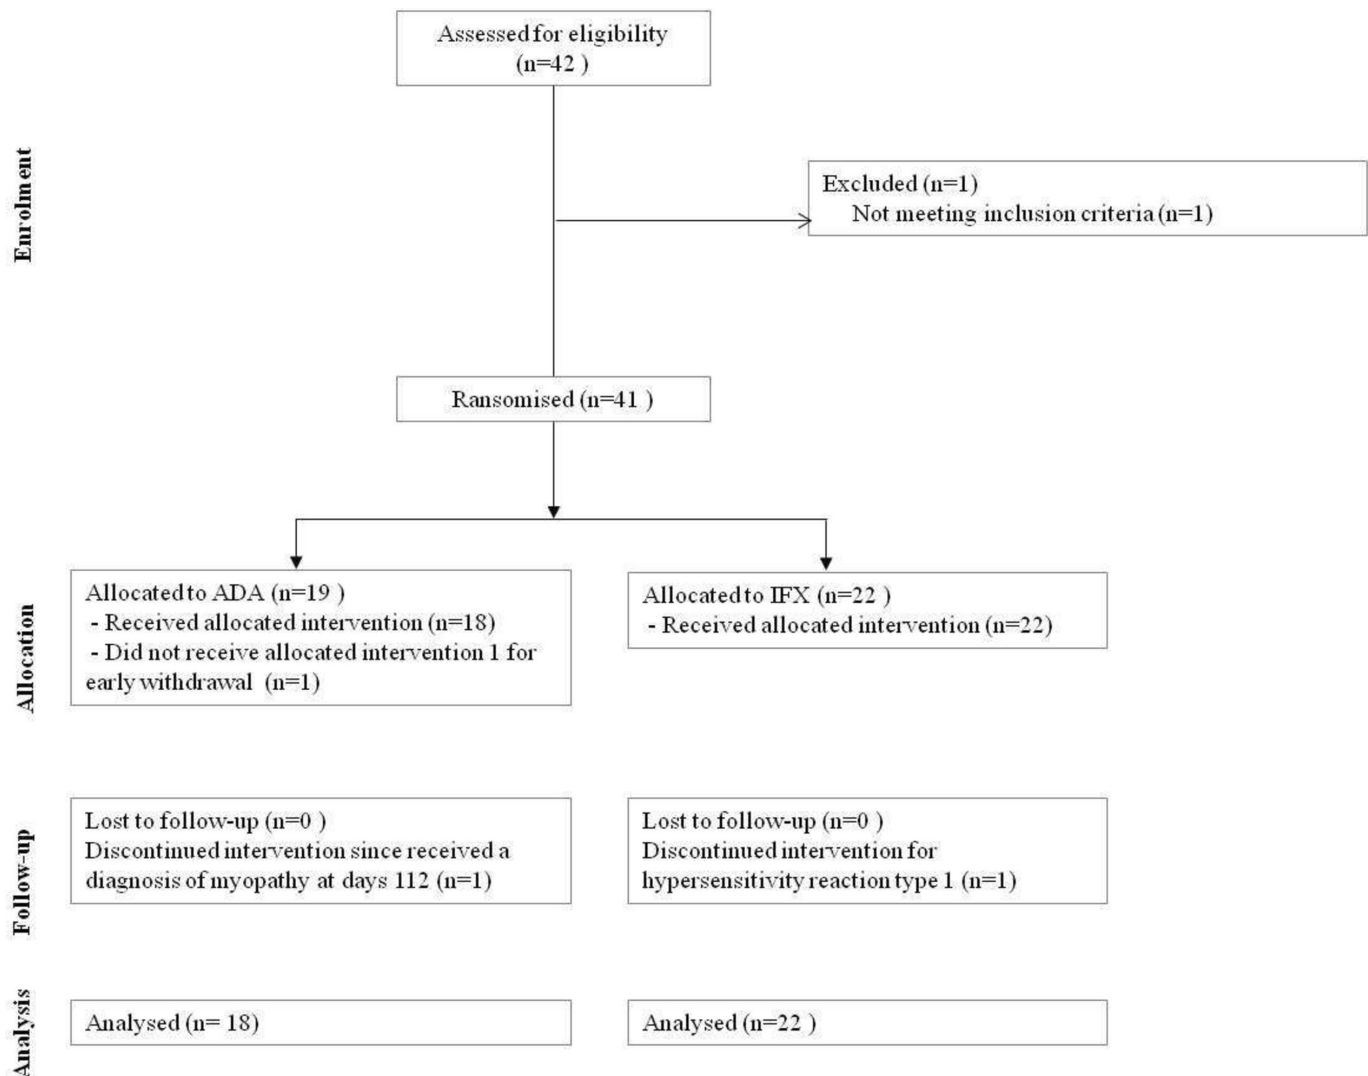 Assessed for eligibility
(n=42 )
Enrolment
Excluded (n=1)
Not meeting inclusion criteria (n=1)
Ransomised (n=41 )
Allocation
Allocated to ADA (n=19 )
- Received allocated intervention (n=18)
- Did not receive allocated intervention 1 for
early withdrawal (n=1)
Allocated to IFX (n=22 )
- Received allocated intervention (n=22)
Follow-up
Lost to follow-up (n=0 )
Discontinued intervention since received a
diagnosis of myopathy at days 112 (n=1)
Lost to follow-up (n=0 )
Discontinued intervention for
hypersensitivity reaction type 1 (n=1)
Analysis
Analysed (n= 18)
Analysed (n=22 )